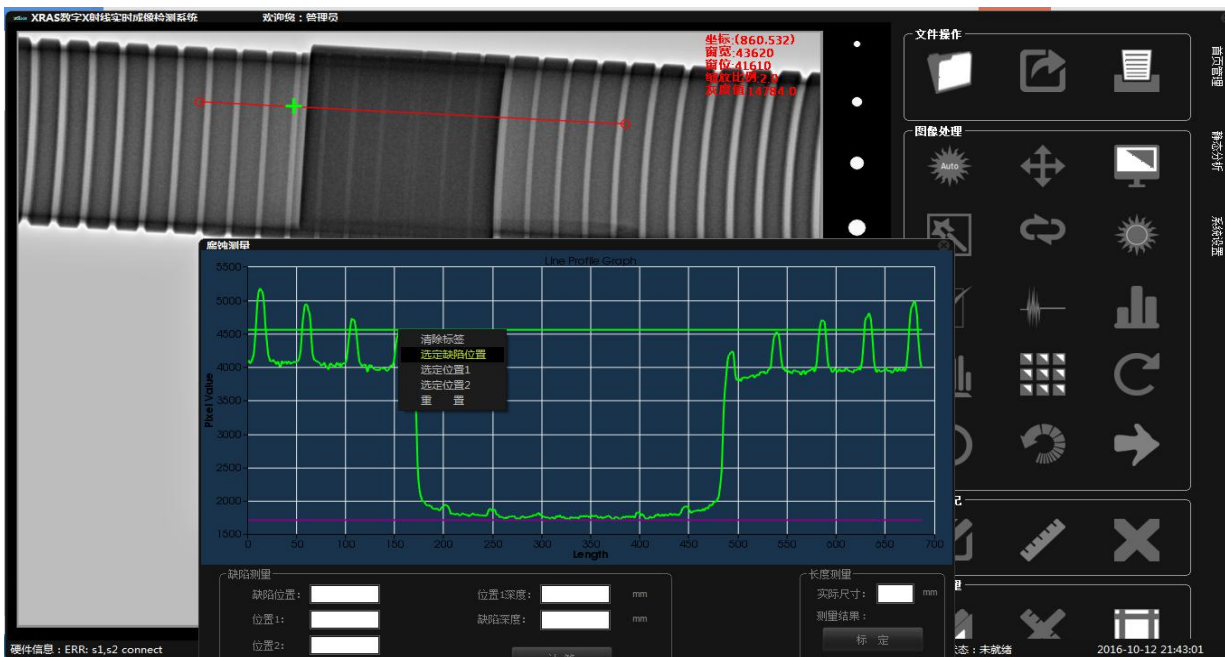 XRAS数字X射线实时成像检测系统 欢迎您：管理员
坐标:(860.532)
窗宽:43620
窗位:41610
缩放比例:2.0
灰度值:14784.0
文件操作
首页管理
图像处理
静态分析
Auto
系统设置
腐蚀测量
Line Profile Graph
5500
5000
4500
4000
3500
3000
2500
2000
1500
Pixel Value
清除标签
选定缺陷位置
选定位置1
选定位置2
重 置
0 50 100 150 200 250 300 350 400 450 500 550 600 650 700
Length
缺陷测量
缺陷位置：
位置1深度： mm
位置1：
缺陷深度： mm
位置2：
长度测量
实际尺寸： mm
测量结果：
标 定
硬件信息：ERR: s1,s2 connect
状态：未就绪
2016-10-12 21:43:01